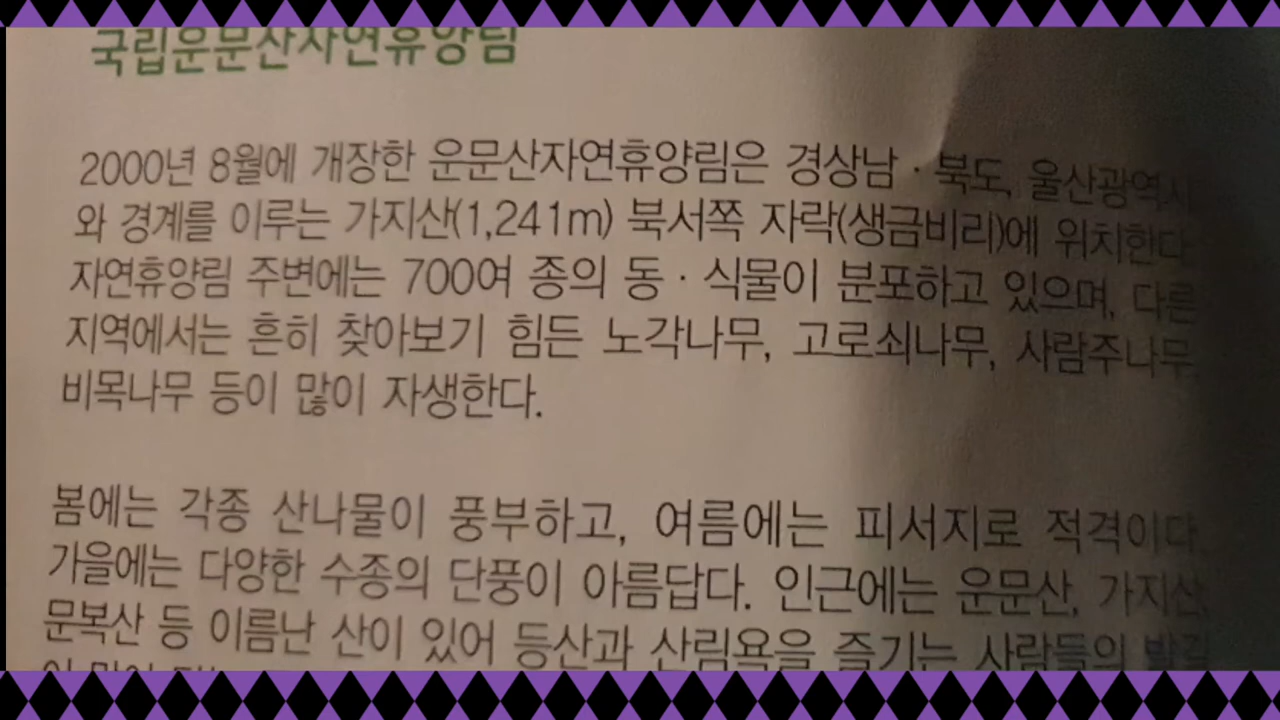 국립운문산자연휴양림
2000년 8월에 개장한 운문산자연휴양림은 경상남·북도, 울산광역시
와 경계를 이루는 가지산(1,241m) 북서쪽 자락(생금비리)에 위치한다
자연휴양림 주변에는 700여 종의 동·식물이 분포하고 있으며, 다른
지역에서는 흔히 찾아보기 힘든 노각나무, 고로쇠나무, 사람주나무
비목나무 등이 많이 자생한다.
봄에는 각종 산나물이 풍부하고, 여름에는 피서지로 적격이다
가을에는 다양한 수종의 단풍이 아름답다. 인근에는 운문산, 가지산
문복산 등 이름난 산이 있어 등산과 산림욕을 즐기는 사람들의 발길